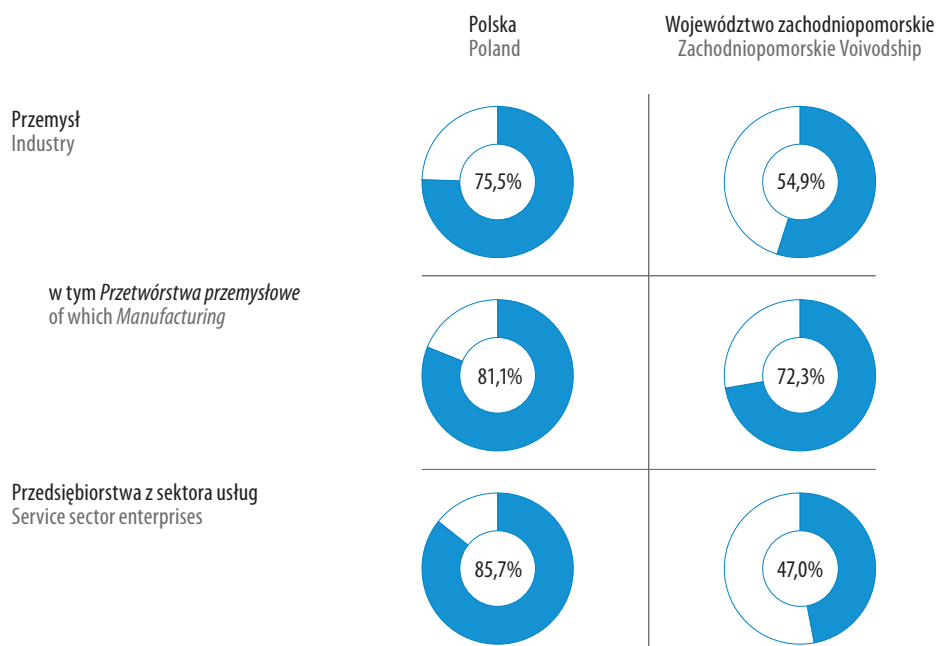 Polska
Poland
Województwo zachodniopomorskie
Zachodniopomorskie Voivodship
Przemysł
Industry
75,5%
54,9%
w tym Przetwórstwa przemysłowe
of which Manufacturing
81,1%
72,3%
Przedsiębiorstwa z sektora usług
Service sector enterprises
85,7%
47,0%